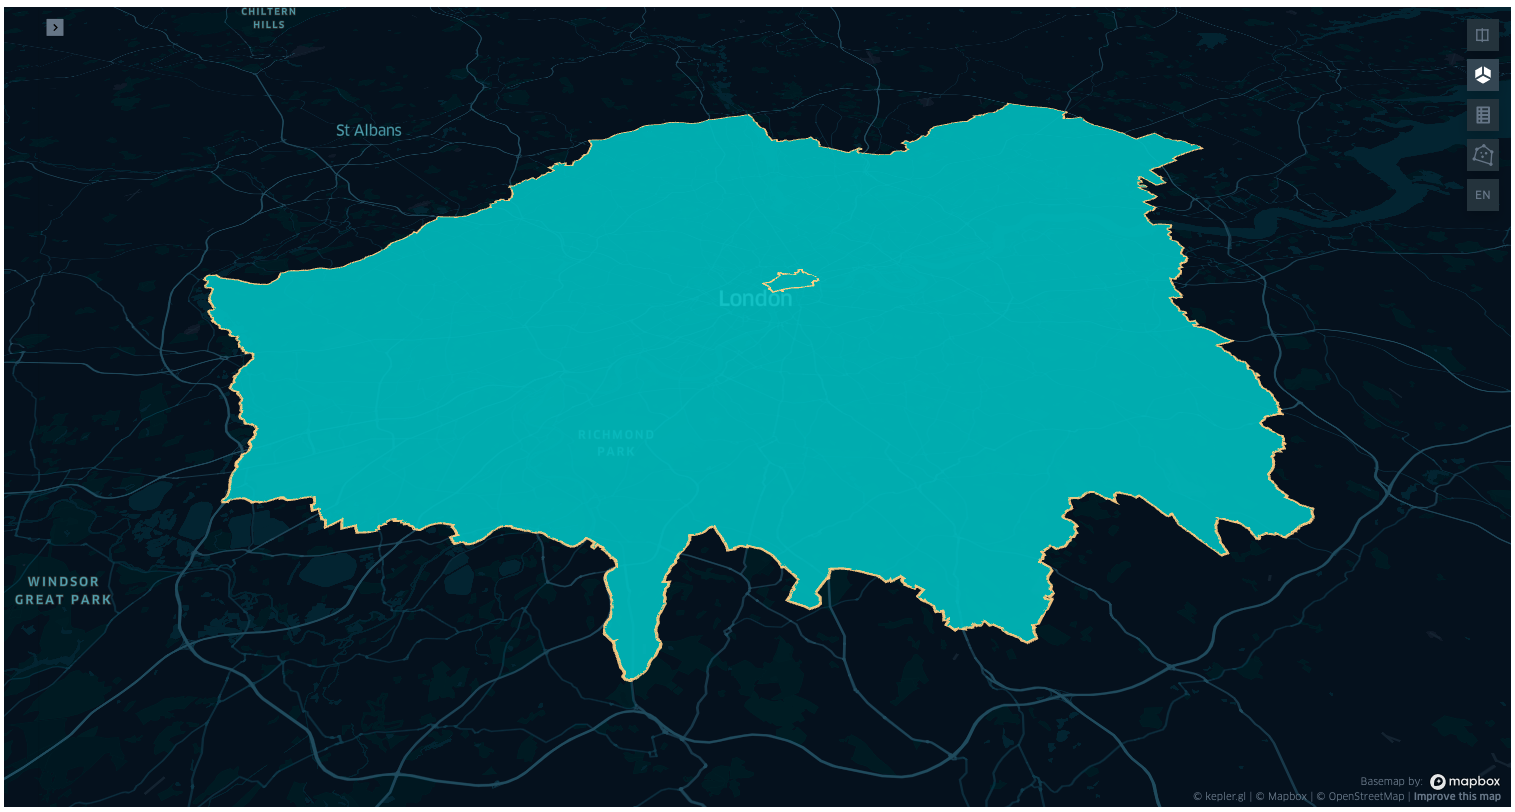 CHILTERN
HILLS
St Albans
EN
London
RICHMOND
PARK
WINDSOR
GREAT PARK
Basemap by: mapbox
© kepler.gl | © Mapbox | © OpenStreetMap | Improve this map